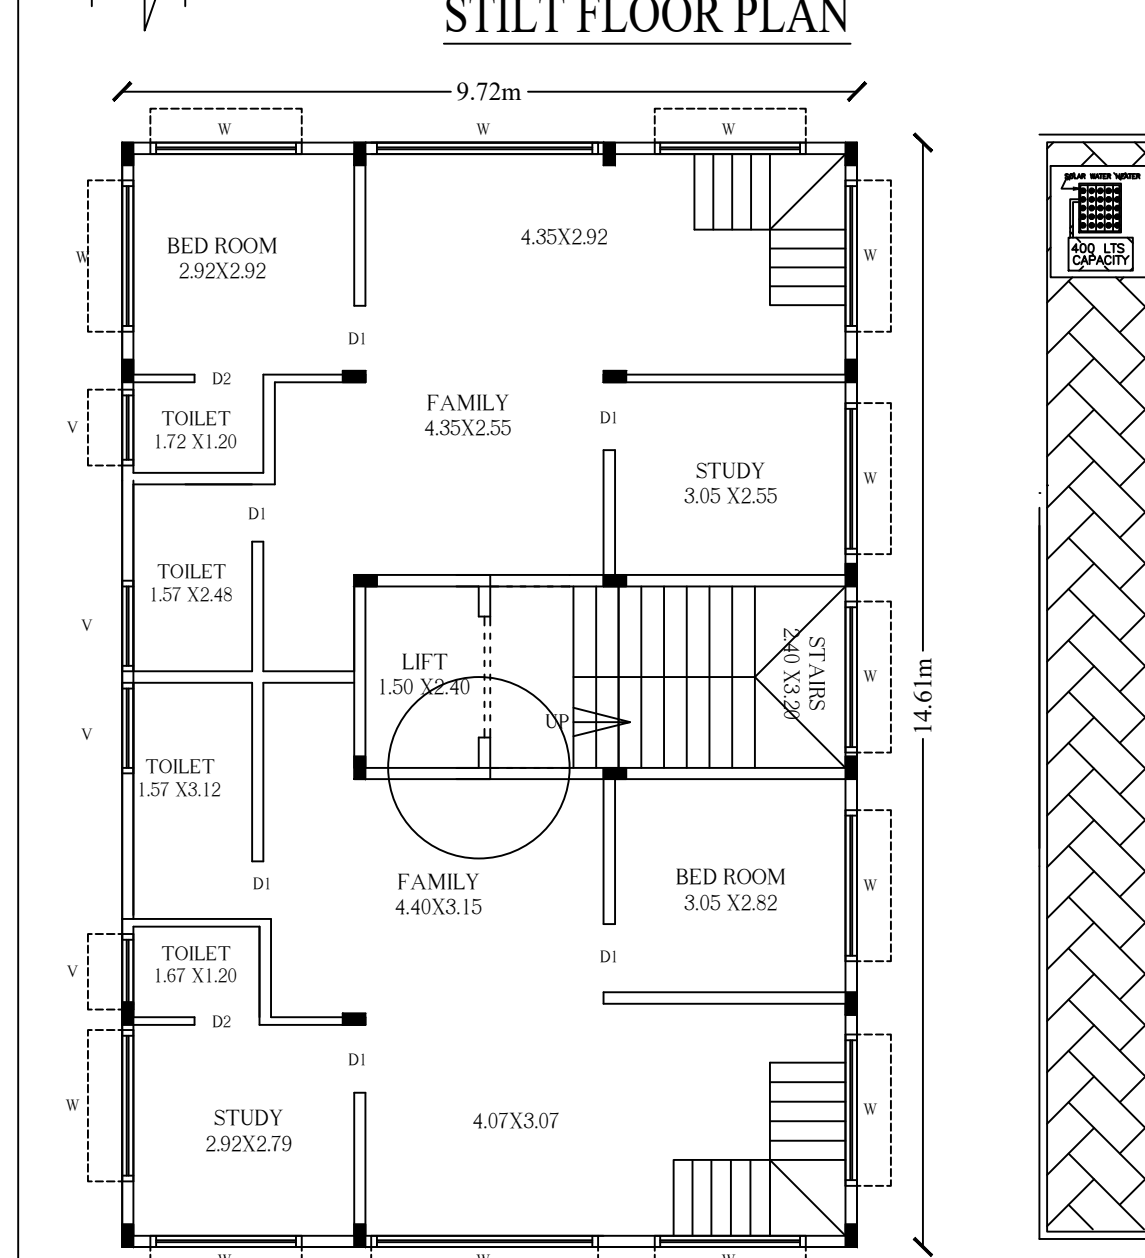 STILT FLOOR PLAN
9.72m
W
W
W
SOLAR WATER HEATER
400 LTS
CAPACITY
BED ROOM
2.92X2.92
4.35X2.92
W
W
D1
D2
TOILET
1.72 X1.20
V
FAMILY
4.35X2.55
D1
STUDY
3.05 X2.55
W
D1
TOILET
1.57 X2.48
V
LIFT
1.50 X2.40
UP
STAIRS
2.40 X3.20
W
14.61m
V
TOILET
1.57 X3.12
D1
FAMILY
4.40X3.15
BED ROOM
3.05 X2.82
W
D1
TOILET
1.67 X1.20
V
D2
D1
W
STUDY
2.92X2.79
4.07X3.07
W
W
W
W